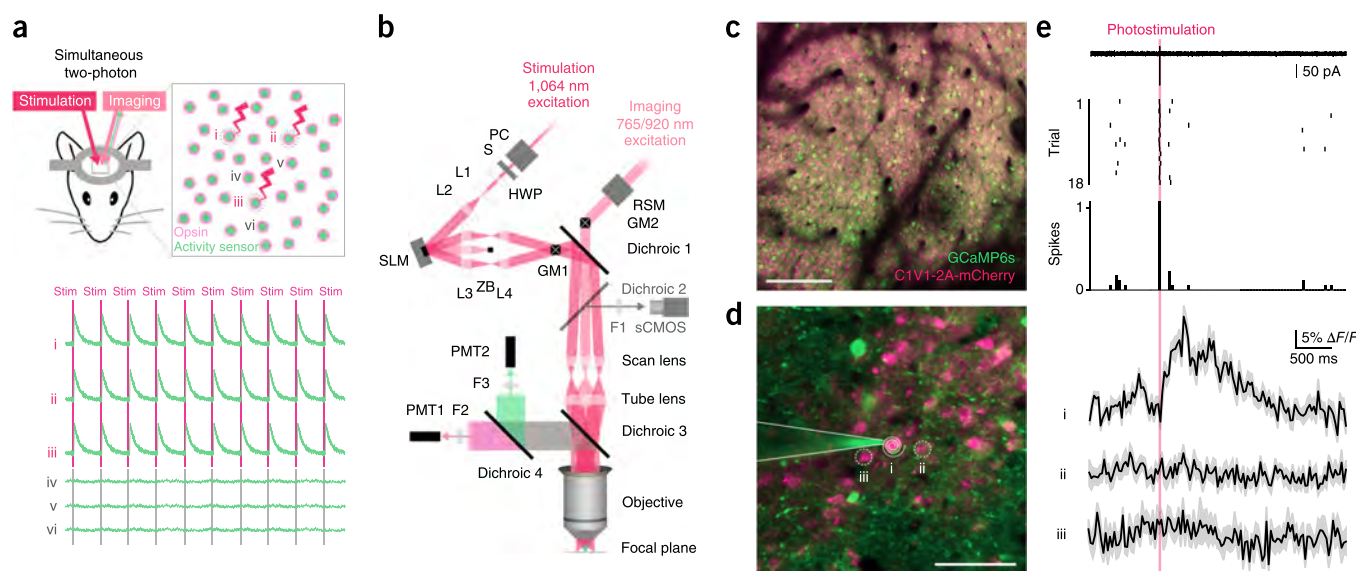 a
Simultaneous
two-photon
Stimulation
Imaging
i
ii
v
iv
iii
vi
Opsin
Activity sensor
Stim Stim Stim Stim Stim Stim Stim Stim Stim Stim
i
ii
iii
iv
v
vi
b
Stimulation
1,064 nm
excitation
Imaging
765/920 nm
excitation
PC
S
L1
L2
HWP
RSM
GM2
Dichroic 1
SLM
GM1
L3
ZB
L4
Dichroic 2
F1 sCMOS
PMT2
F3
Scan lens
Tube lens
PMT1
F2
Dichroic 3
Dichroic 4
Objective
Focal plane
c
GCaMP6s
C1V1-2A-mCherry
d
iii
i
ii
e
Photostimulation
50 pA
1
Trial
18
1
Spikes
0
5% ΔF/F
500 ms
i
ii
iii